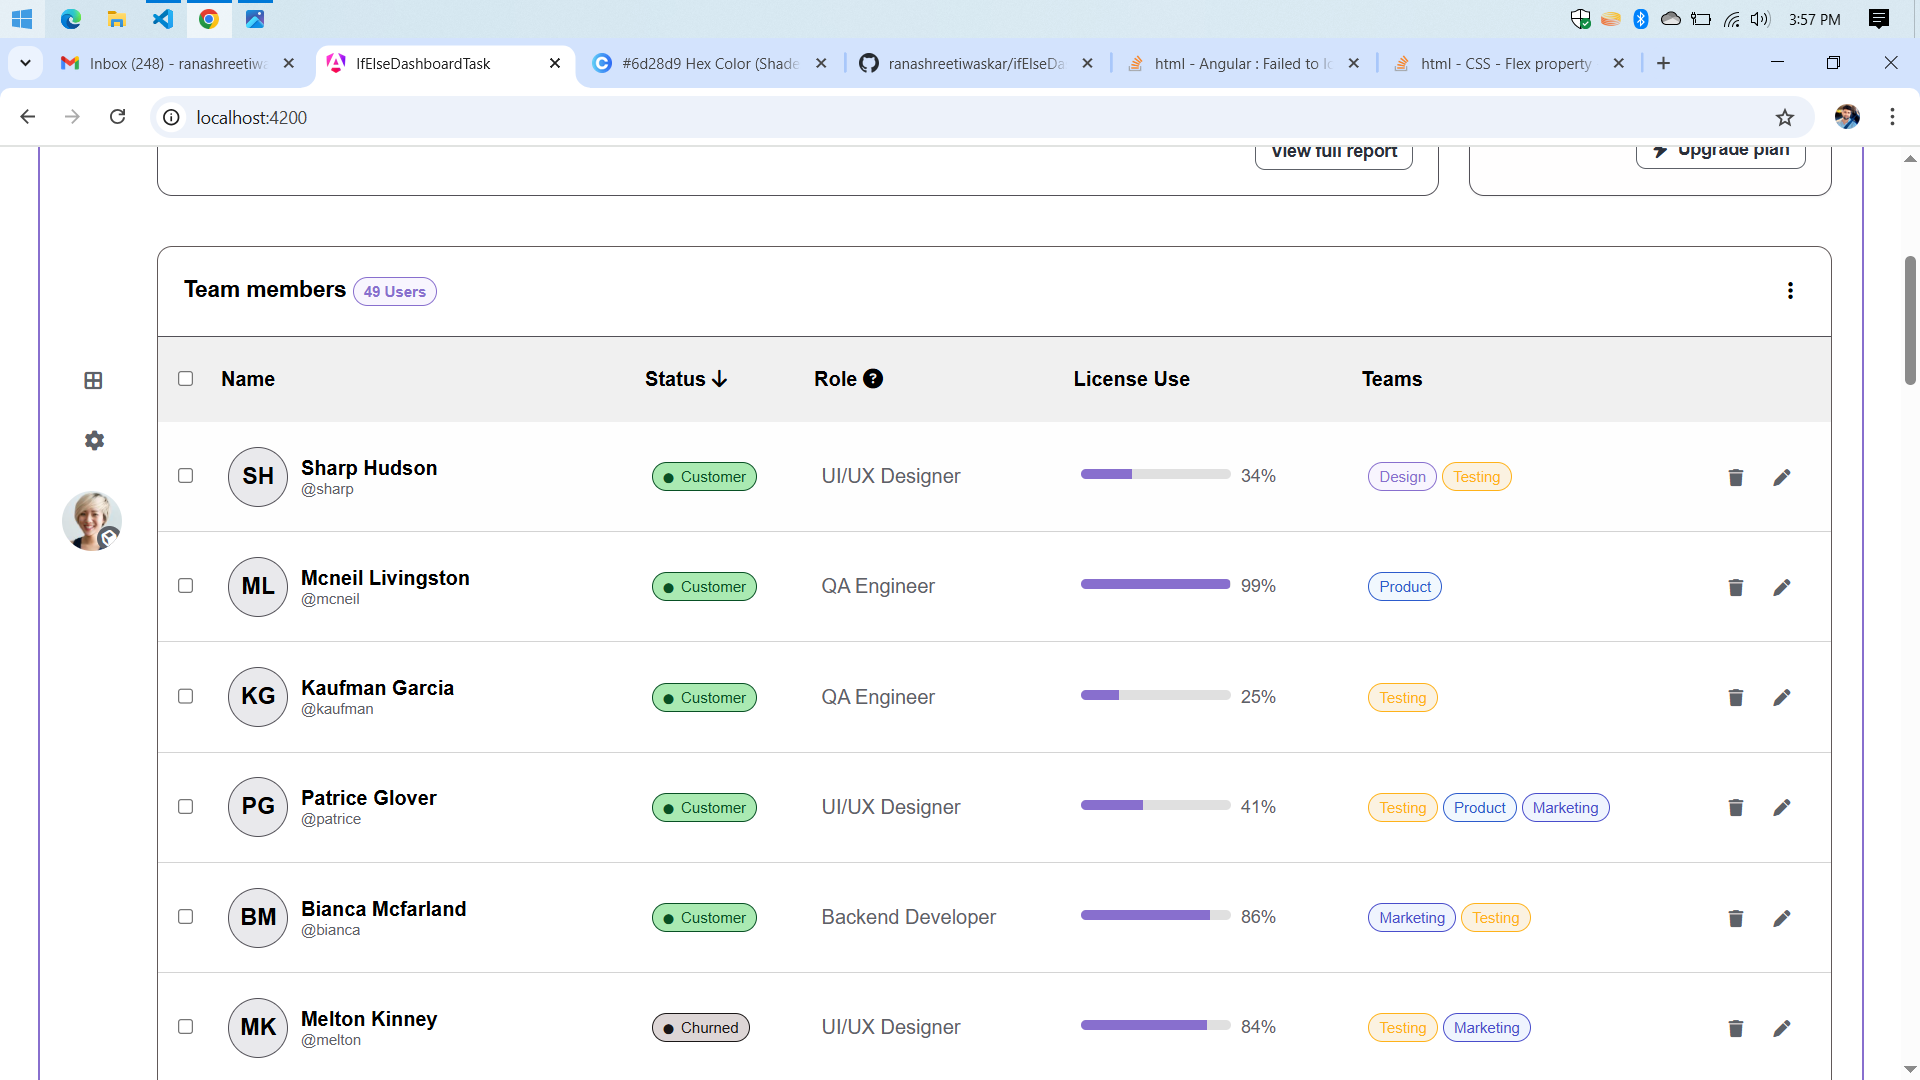 3:57 PM
Inbox (248) - ranashreetiwa
IfElseDashboardTask
#6d28d9 Hex Color (Shade
ranashreetiwaskar/ifElseDa
html - Angular : Failed to lo
html - CSS - Flex property
localhost:4200
View full report
Upgrade plan
Team members 49 Users
Name Status Role License Use Teams
SH Sharp Hudson Customer UI/UX Designer 34% Design Testing
@sharp
ML Mcneil Livingston Customer QA Engineer 99% Product
@mcneil
KG Kaufman Garcia Customer QA Engineer 25% Testing
@kaufman
PG Patrice Glover Customer UI/UX Designer 41% Testing Product Marketing
@patrice
BM Bianca Mcfarland Customer Backend Developer 86% Marketing Testing
@bianca
MK Melton Kinney Churned UI/UX Designer 84% Testing Marketing
@melton